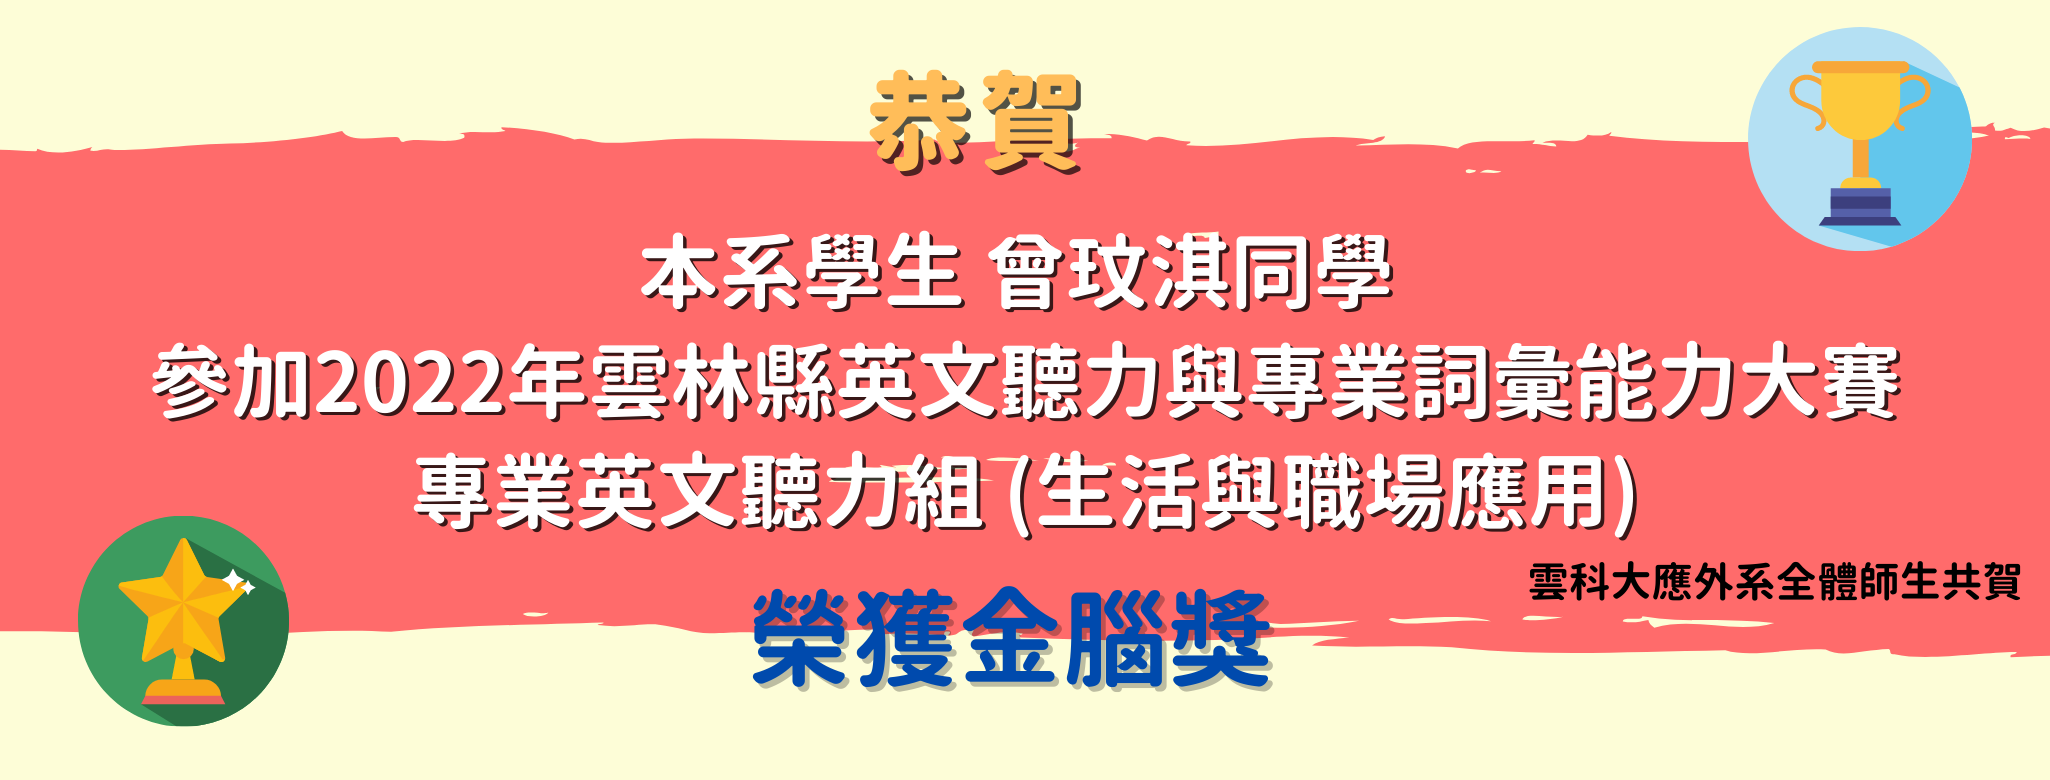 恭賀
本系學生 曾玟淇同學
參加2022年雲林縣英文聽力與專業詞彙能力大賽
專業英文聽力組 (生活與職場應用)
雲科大應外系全體師生共賀
榮獲金腦獎